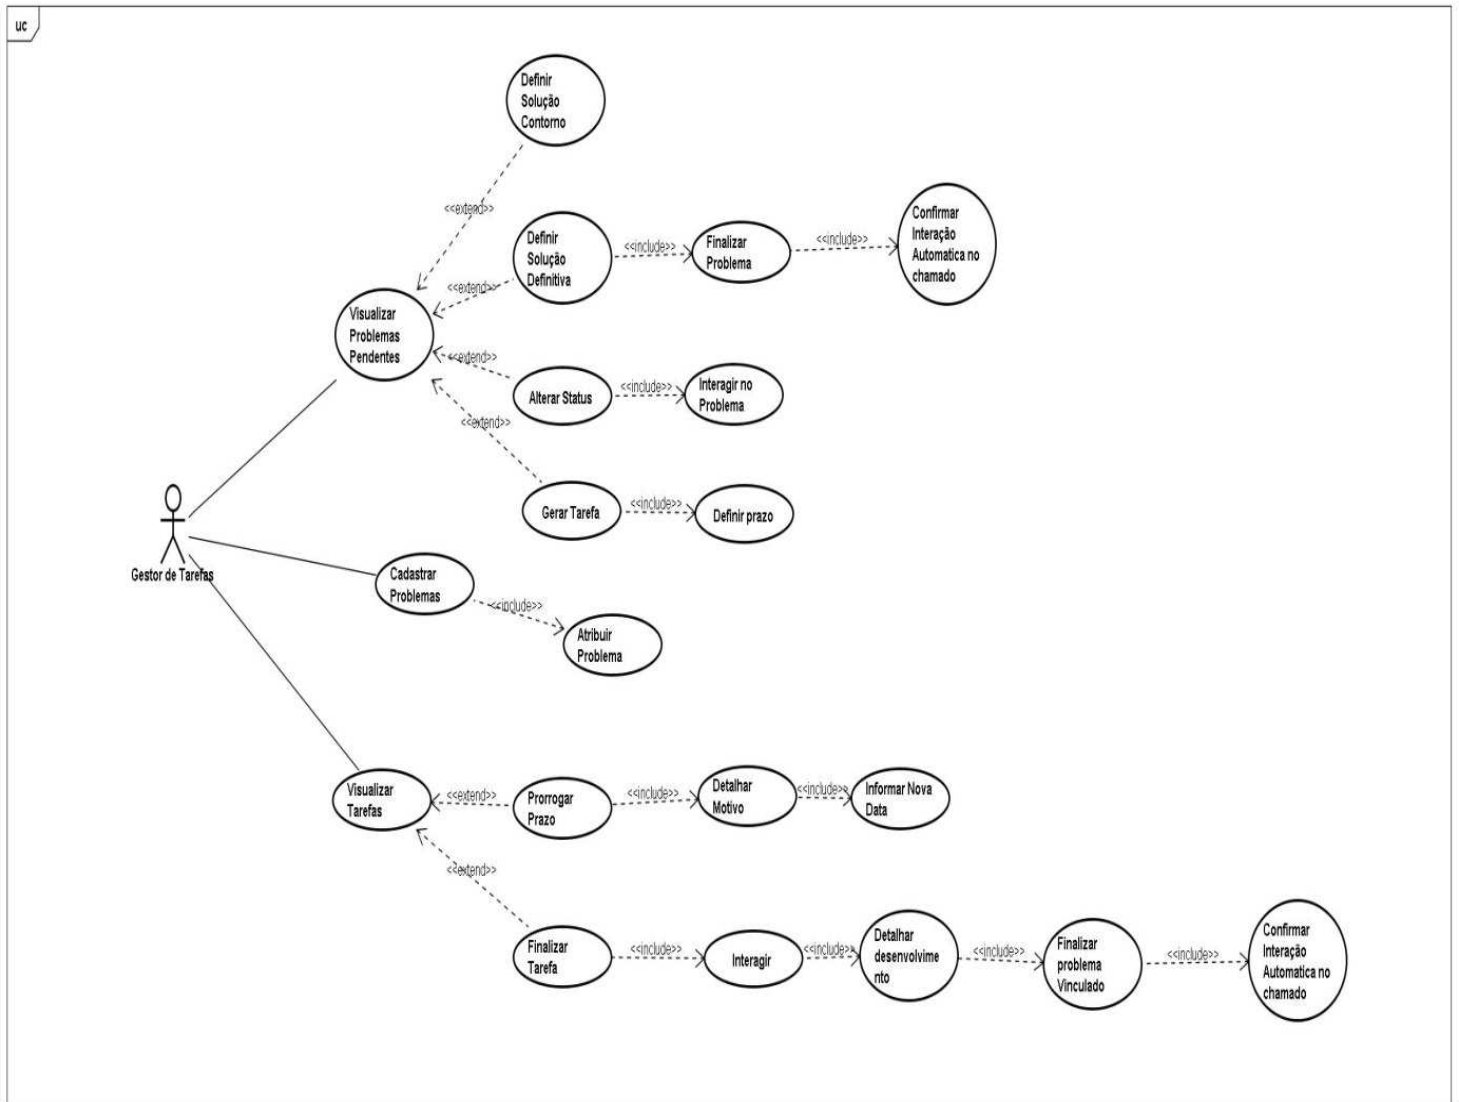 uc
Definir
Solução
Contorno
<<extend>>
Definir
Solução
Definitiva
<<include>>
Finalizar
Problema
<<include>>
Confirmar
Interação
Automatica no
chamado
<<extend>>
Visualizar
Problemas
Pendentes
<<extend>>
Alterar Status
<<include>>
Interagir no
Problema
<<extend>>
Gerar Tarefa
<<include>>
Definir prazo
Gestor de Tarefas
Cadastrar
Problemas
<<include>>
Atribuir
Problema
Visualizar
Tarefas
<<extend>>
Prorrogar
Prazo
<<include>>
Detalhar
Motivo
<<include>>
Informar Nova
Data
<<extend>>
Finalizar
Tarefa
<<include>>
Interagir
<<include>>
Detalhar
desenvolvime
nto
<<include>>
Finalizar
problema
Vinculado
<<include>>
Confirmar
Interação
Automatica no
chamado